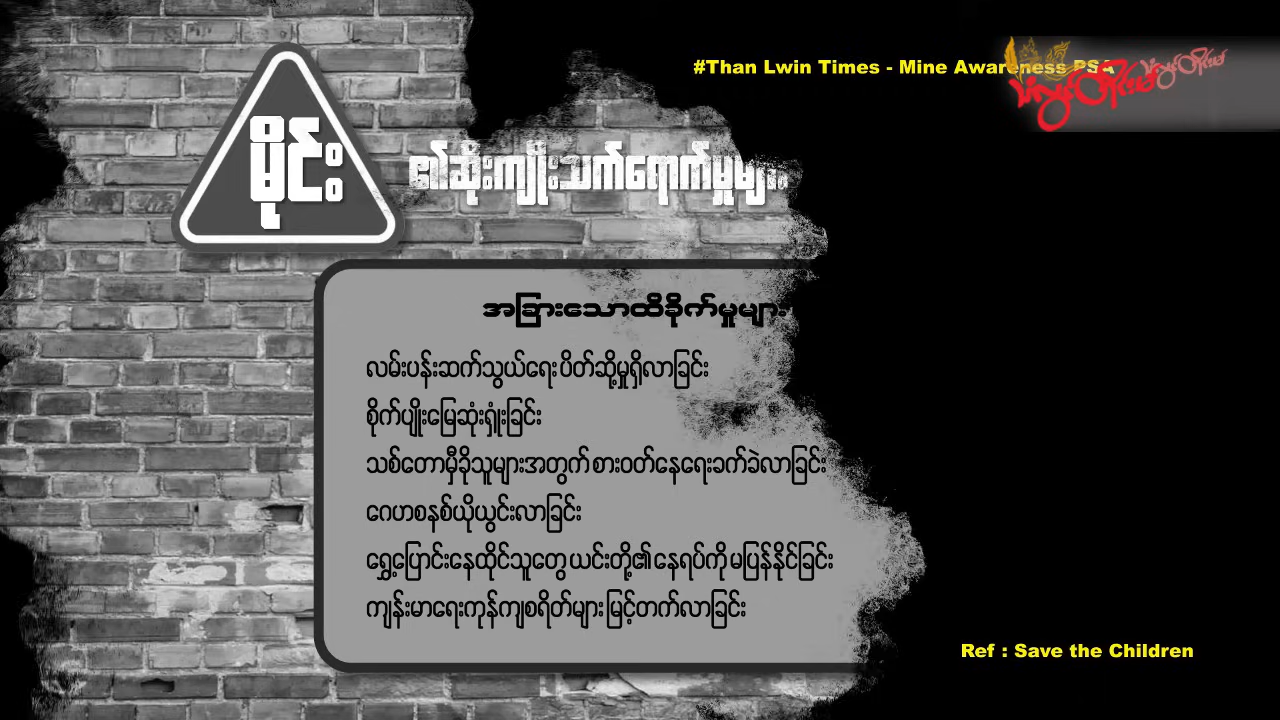 #Than Lwin Times - Mine Awareness PSA
သံလွင်တိုင်းမ်
မိုင်း
၏ဆိုးကျိုးသက်ရောက်မှုများ
အခြားသောထိခိုက်မှုများ
လမ်းပန်းဆက်သွယ်ရေး ပိတ်ဆို့မှုရှိလာခြင်း
စိုက်ပျိုးမြေဆုံးရှုံးခြင်း
သစ်တောမှီခိုသူများအတွက် စားဝတ်နေရေးခက်ခဲလာခြင်း
ဂေဟစနစ်ယိုယွင်းလာခြင်း
ရွှေ့ပြောင်းနေထိုင်သူတွေ ယင်းတို့၏ နေရပ်ကို မပြန်နိုင်ခြင်း
ကျန်းမာရေးကုန်ကျစရိတ်များ မြင့်တက်လာခြင်း
Ref : Save the Children